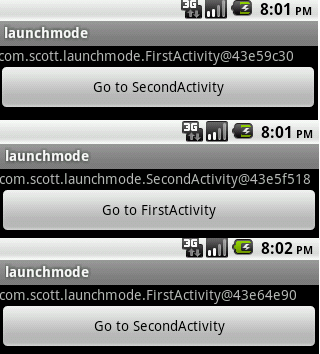 3G 8:01 PM
launchmode
com.scott.launchmode.FirstActivity@43e59c30
Go to SecondActivity
3G 8:01 PM
launchmode
com.scott.launchmode.SecondActivity@43e5f518
Go to FirstActivity
3G 8:02 PM
launchmode
com.scott.launchmode.FirstActivity@43e64e90
Go to SecondActivity